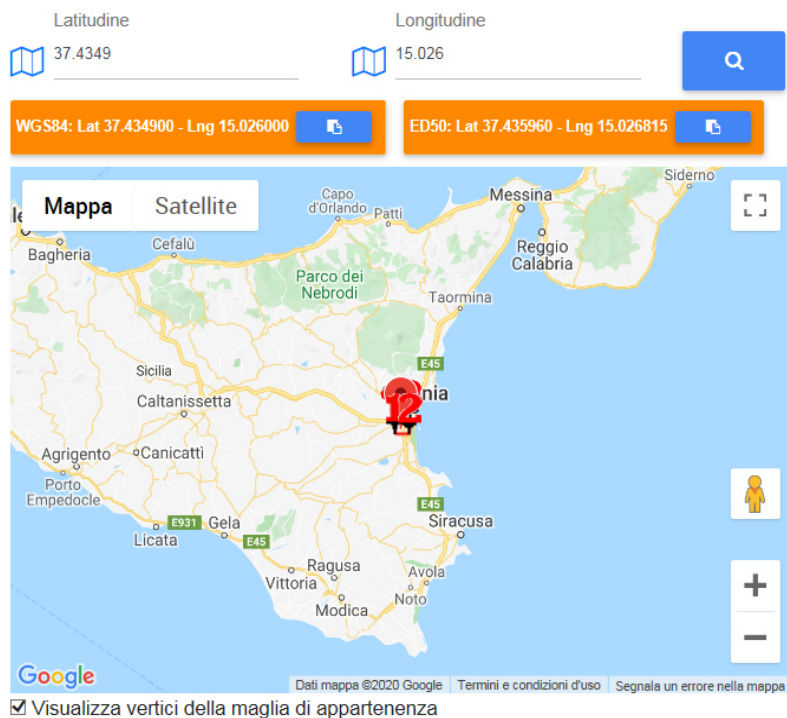 Latitudine
Longitudine
37.4349
15.026
WGS84: Lat 37.434900 - Lng 15.026000
ED50: Lat 37.435960 - Lng 15.026815
Mappa
Satellite
Siderno
Capo
d'Orlando
Patti
Messina
Bagheria
Cefalù
Reggio
Calabria
Parco dei
Nebrodi
Taormina
E45
Sicilia
nia
12
Caltanissetta
Agrigento
Canicattì
Porto
Empedocle
E45
E931
Gela
Siracusa
Licata
E45
Ragusa
Avola
Vittoria
Noto
Modica
Google
Dati mappa ©2020 Google
Termini e condizioni d'uso
Segnala un errore nella mappa
Visualizza vertici della maglia di appartenenza